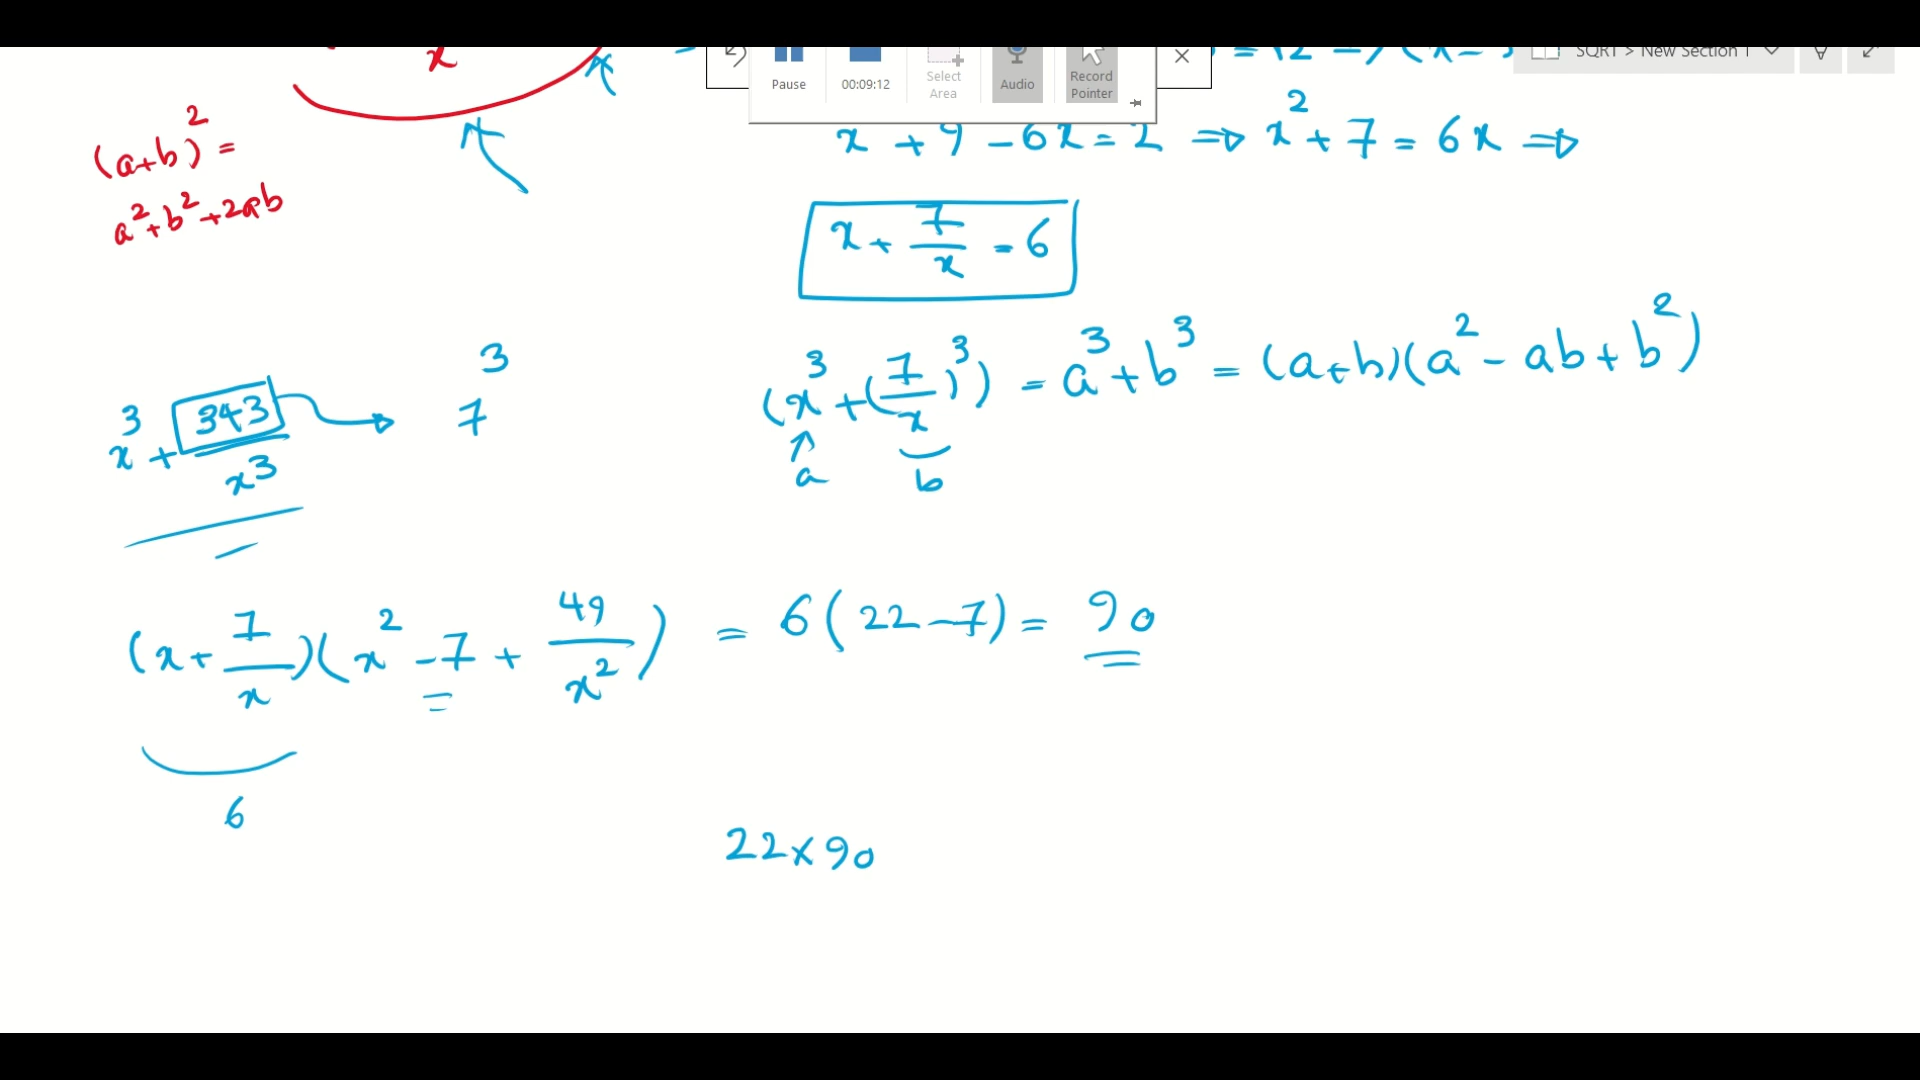 x
SQRT > New Section 1
Pause
00:09:12
Select Area
Audio
Record Pointer
(a+b)² =
a²+b²+2ab
x + 9 - 6x = 2 ⇒ x² + 7 = 6x ⇒
x + 7/x = 6
x³ + 343/x³ → 7³
(x³ + (7/x)³) = a³ + b³ = (a+b)(a² - ab + b²)
a b
(x + 7/x)(x² - 7 + 49/x²) = 6(22-7) = 90
6
22×90